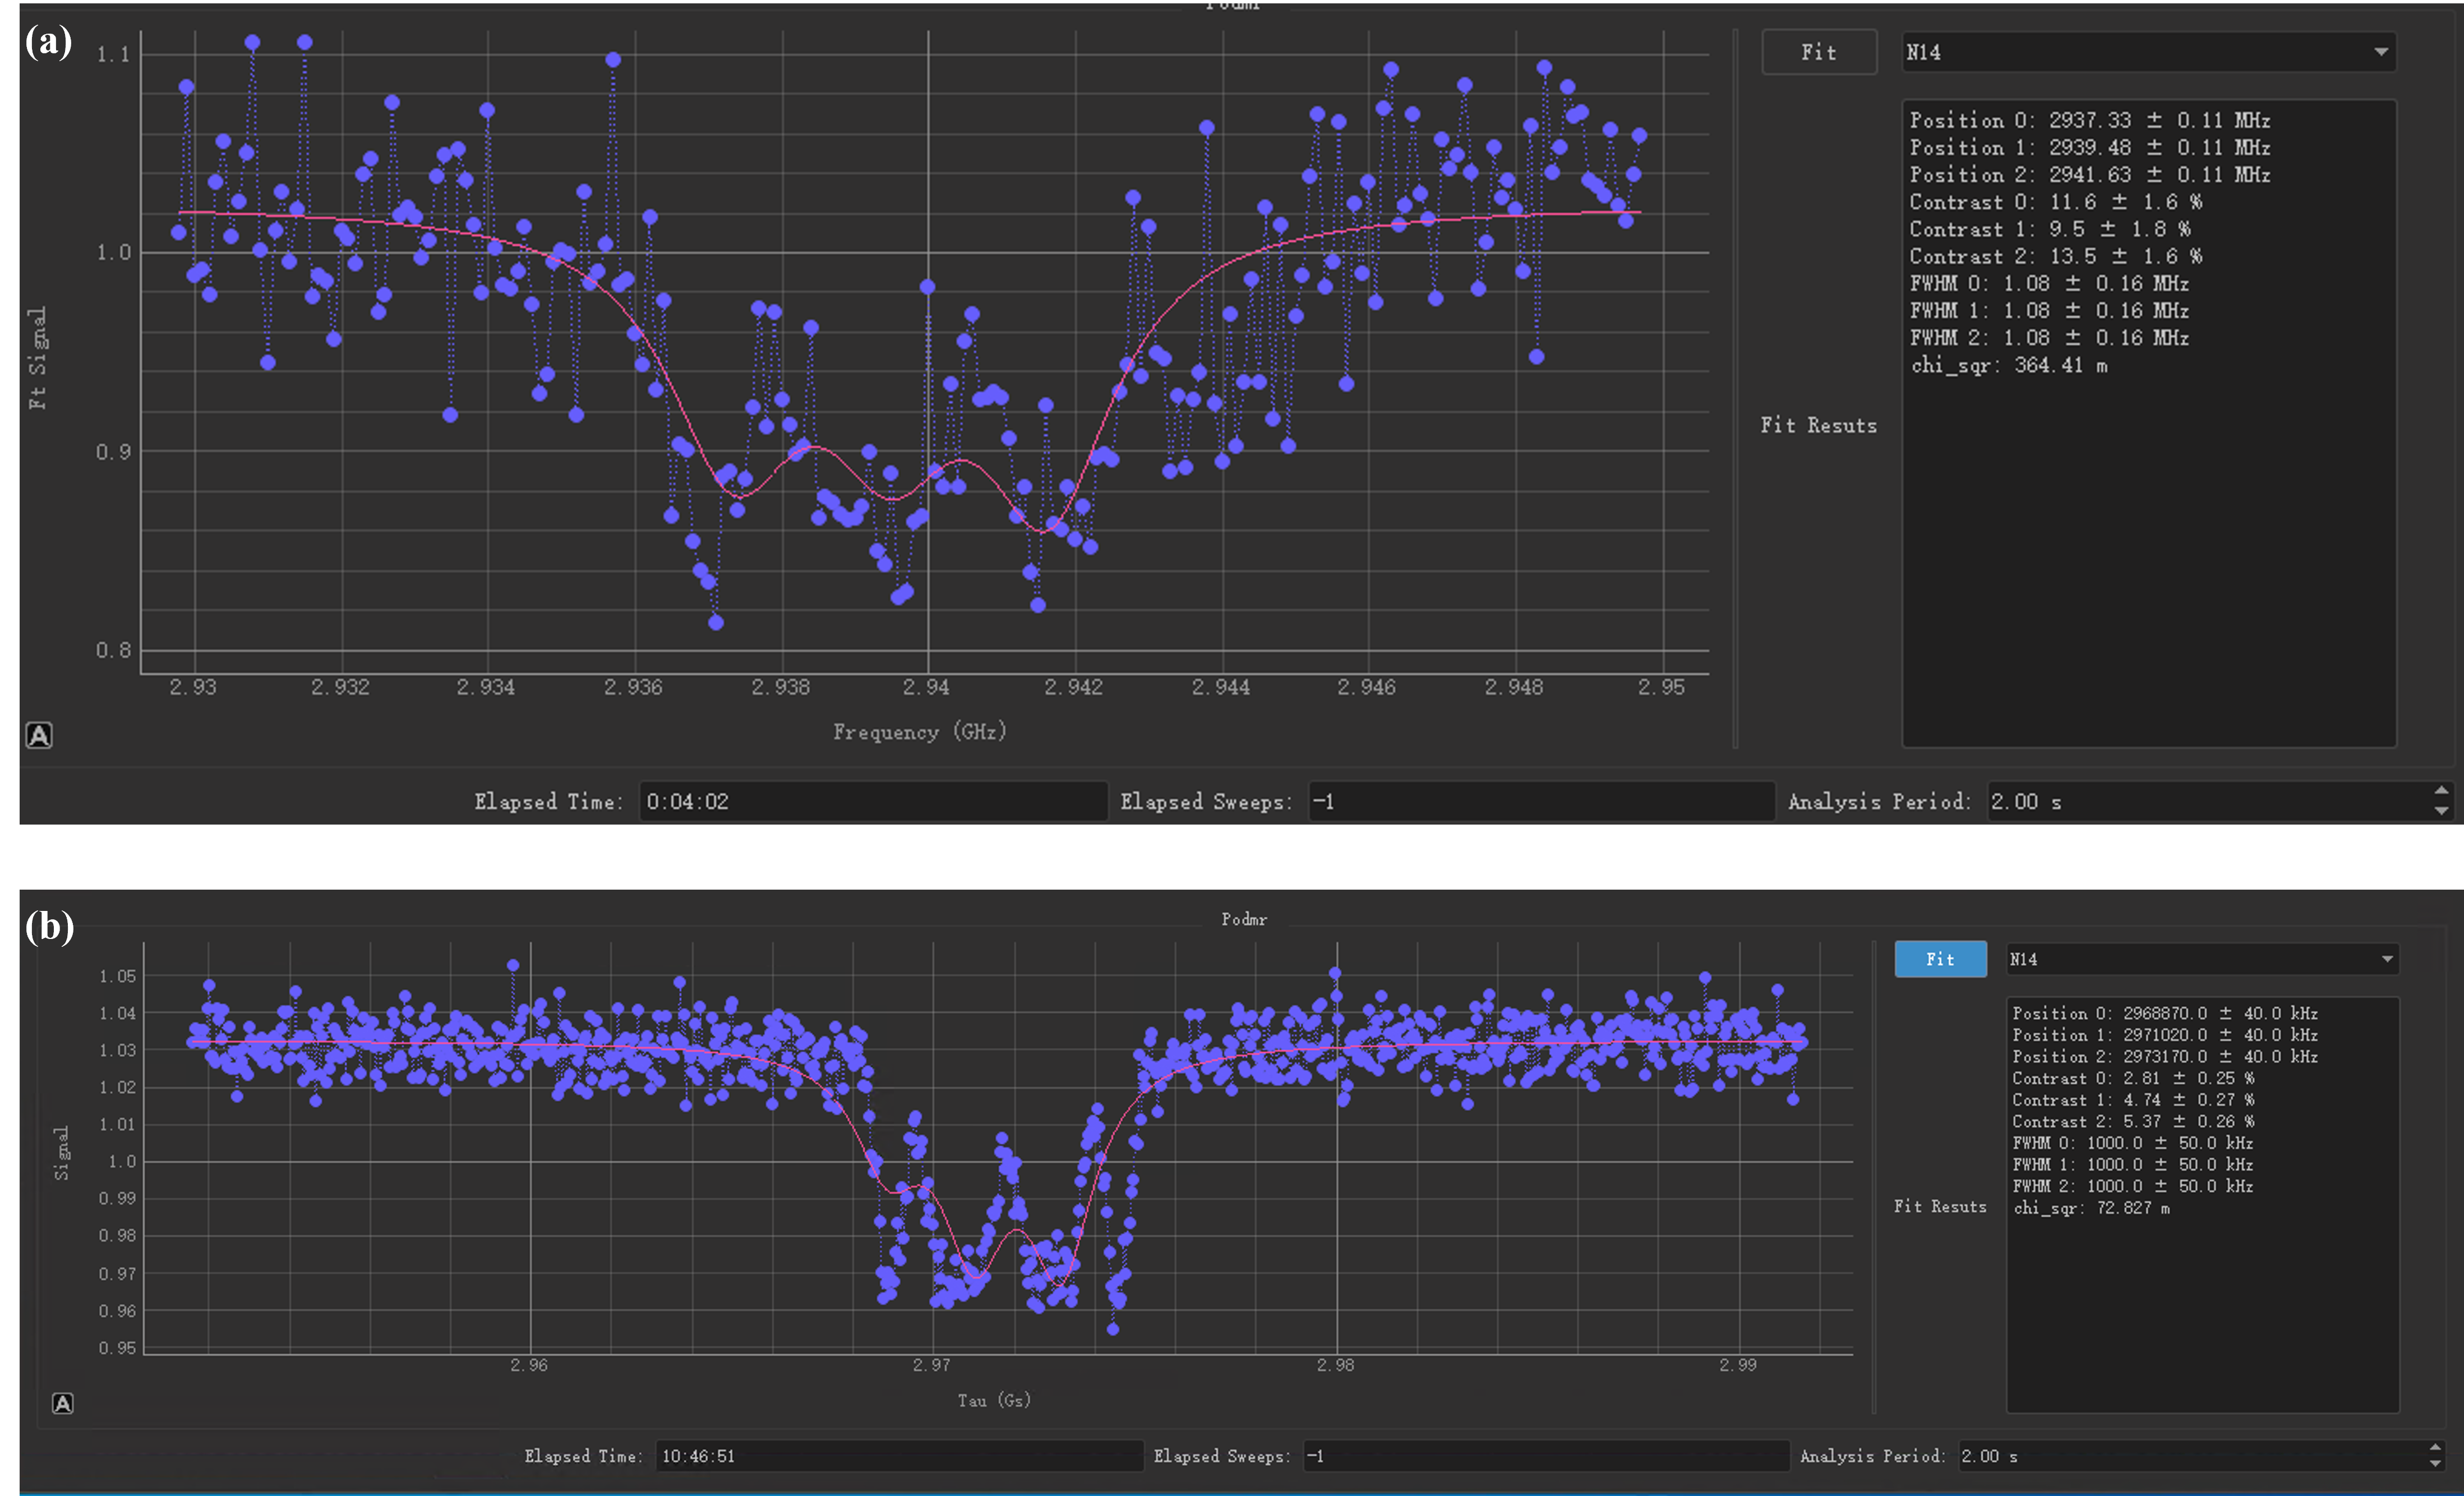 Podmr
(a)
1.1
1.0
0.9
0.8
Ft Signal
2.93 2.932 2.934 2.936 2.938 2.94 2.942 2.944 2.946 2.948 2.95
Frequency (GHz)
A
Fit
N14
Fit Resuts
Position 0: 2937.33 ± 0.11 MHz
Position 1: 2939.48 ± 0.11 MHz
Position 2: 2941.63 ± 0.11 MHz
Contrast 0: 11.6 ± 1.6 %
Contrast 1: 9.5 ± 1.8 %
Contrast 2: 13.5 ± 1.6 %
FWHM 0: 1.08 ± 0.16 MHz
FWHM 1: 1.08 ± 0.16 MHz
FWHM 2: 1.08 ± 0.16 MHz
chi_sqr: 364.41 m
Elapsed Time: 0:04:02 Elapsed Sweeps: -1 Analysis Period: 2.00 s
(b)
Podmr
1.05
1.04
1.03
1.02
1.01
1.0
0.99
0.98
0.97
0.96
0.95
Signal
2.96 2.97 2.98 2.99
Tau (Gs)
A
Fit
N14
Fit Resuts
Position 0: 2968870.0 ± 40.0 kHz
Position 1: 2971020.0 ± 40.0 kHz
Position 2: 2973170.0 ± 40.0 kHz
Contrast 0: 2.81 ± 0.25 %
Contrast 1: 4.74 ± 0.27 %
Contrast 2: 5.37 ± 0.26 %
FWHM 0: 1000.0 ± 50.0 kHz
FWHM 1: 1000.0 ± 50.0 kHz
FWHM 2: 1000.0 ± 50.0 kHz
chi_sqr: 72.827 m
Elapsed Time: 10:46:51 Elapsed Sweeps: -1 Analysis Period: 2.00 s